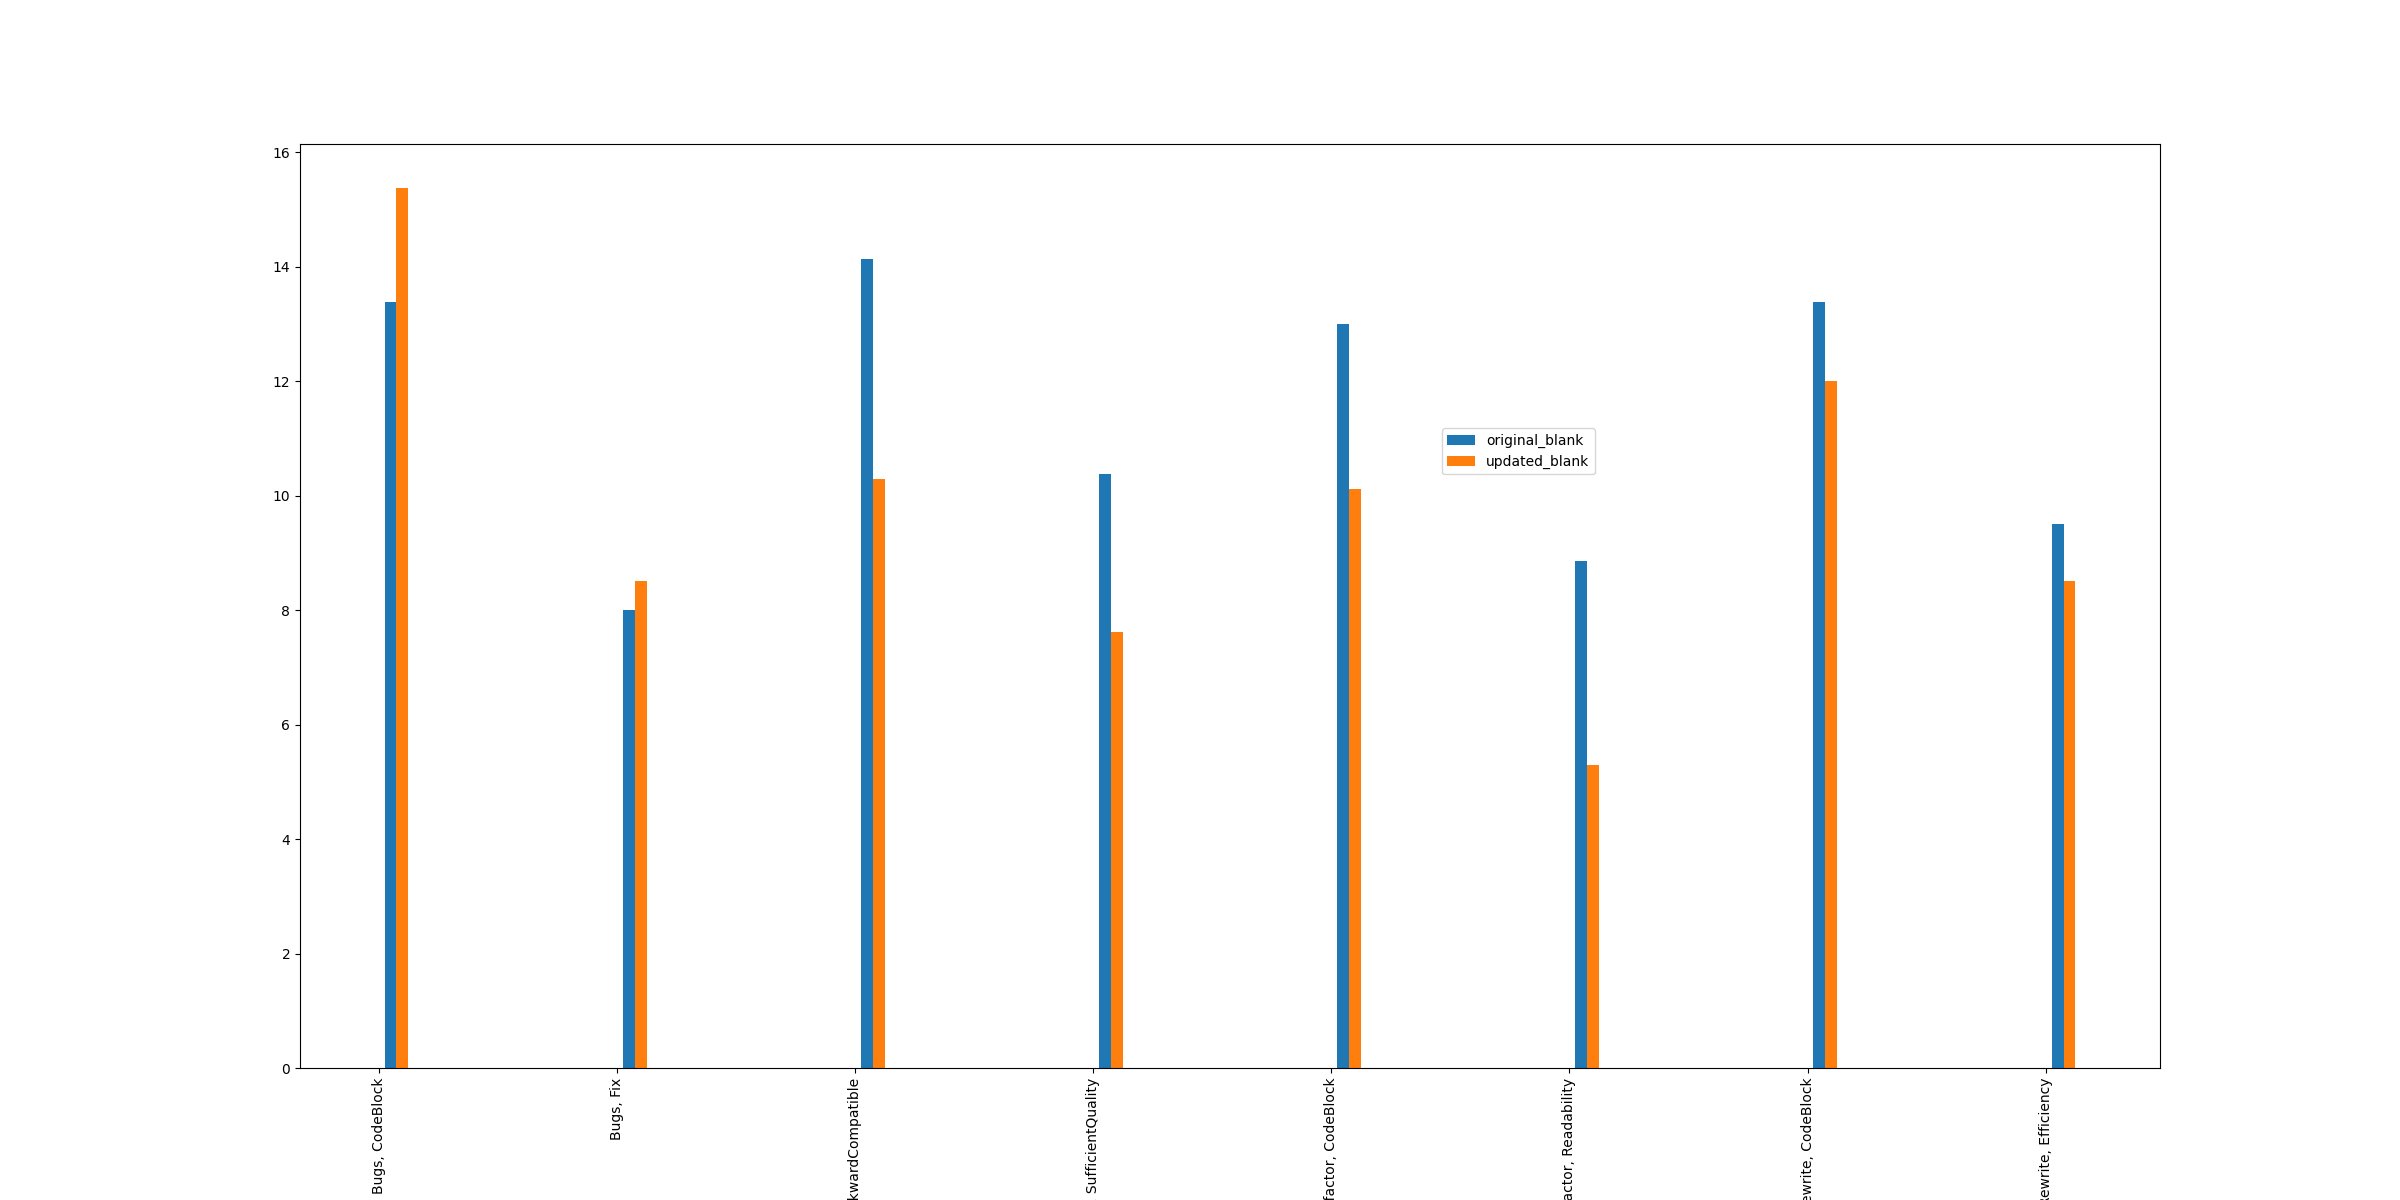 16
14
12
10
8
6
4
2
0
original_blank
updated_blank
Bugs, CodeBlock
Bugs, Fix
kwardCompatible
SufficientQuality
factor, CodeBlock
actor, Readability
ewrite, CodeBlock
Rewrite, Efficiency